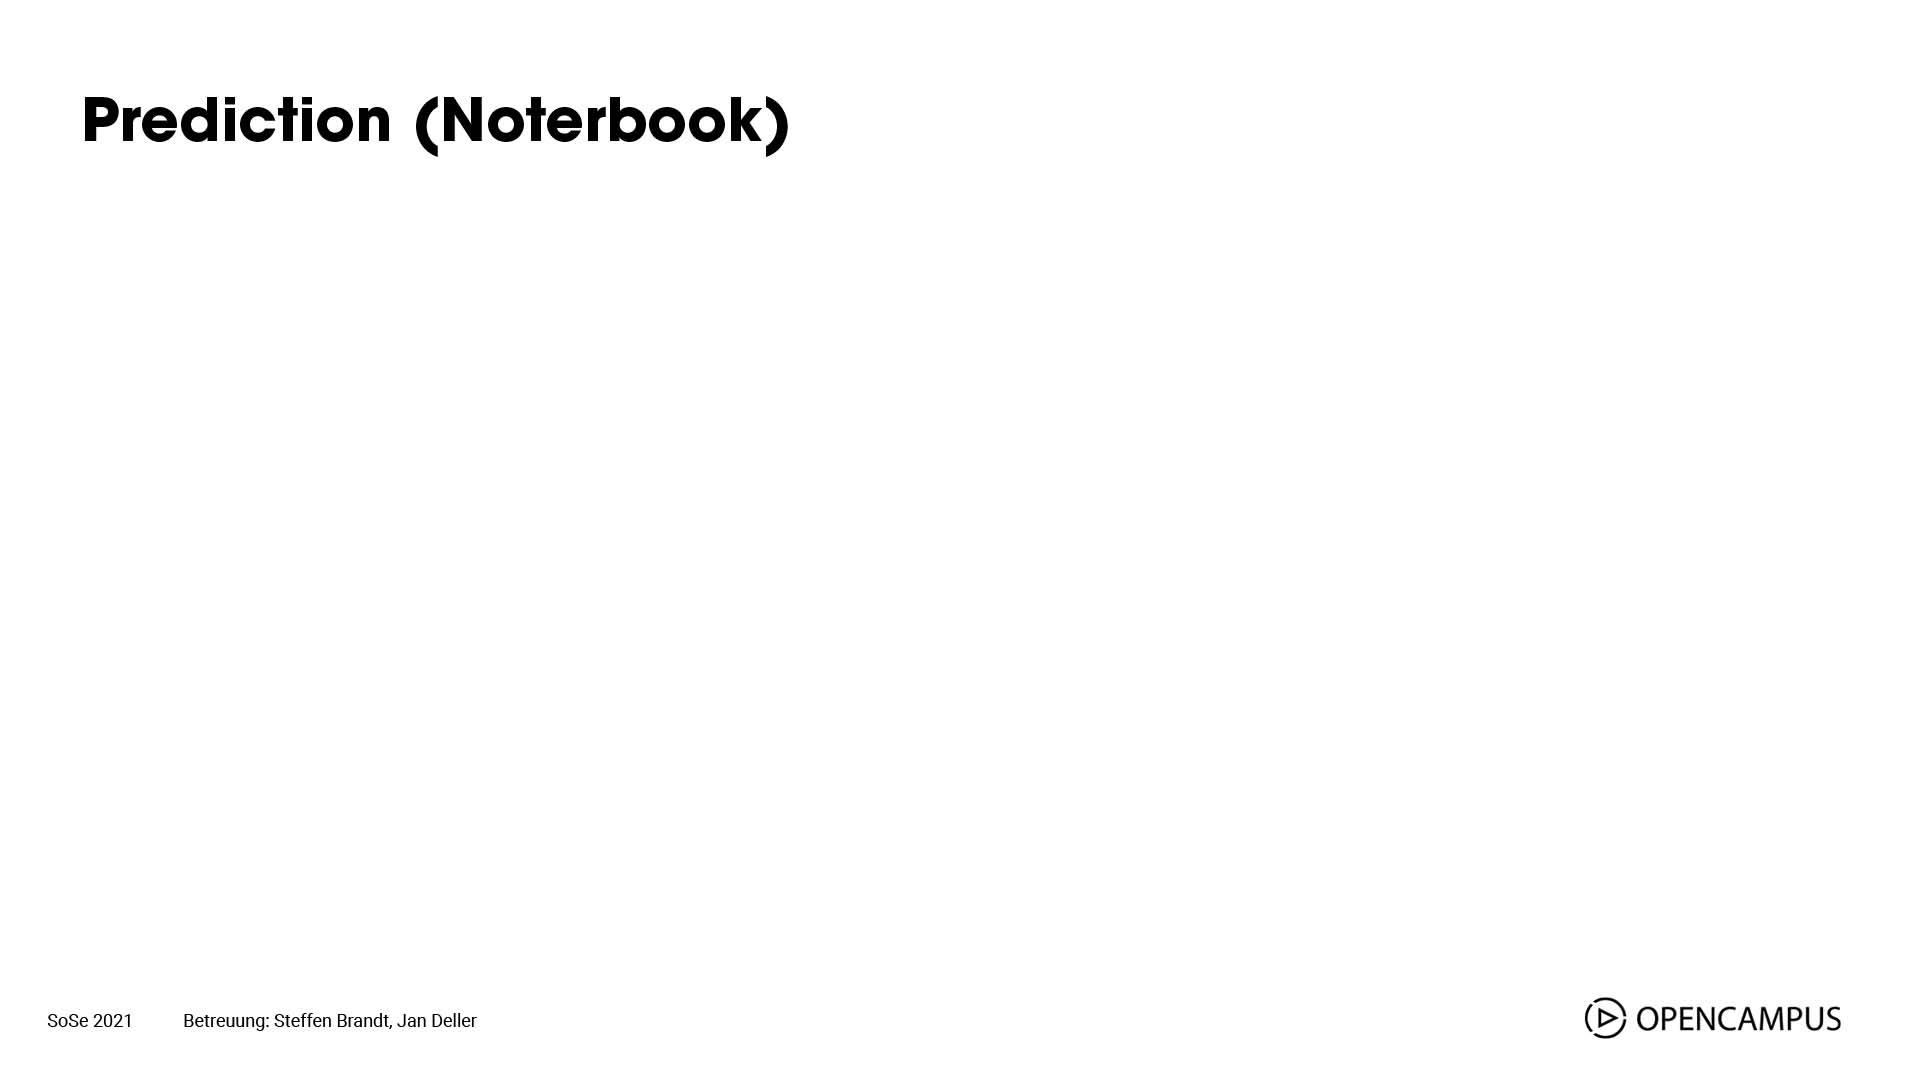 Prediction (Noterbook)
SoSe 2021 Betreuung: Steffen Brandt, Jan Deller
OPENCAMPUS